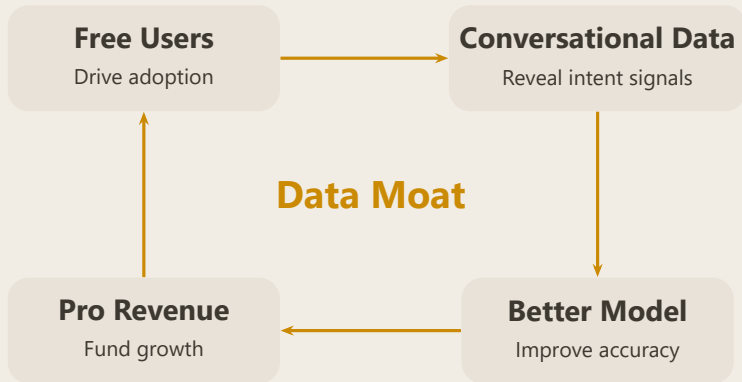 Free Users
Drive adoption
Conversational Data
Reveal intent signals
Data Moat
Pro Revenue
Fund growth
Better Model
Improve accuracy